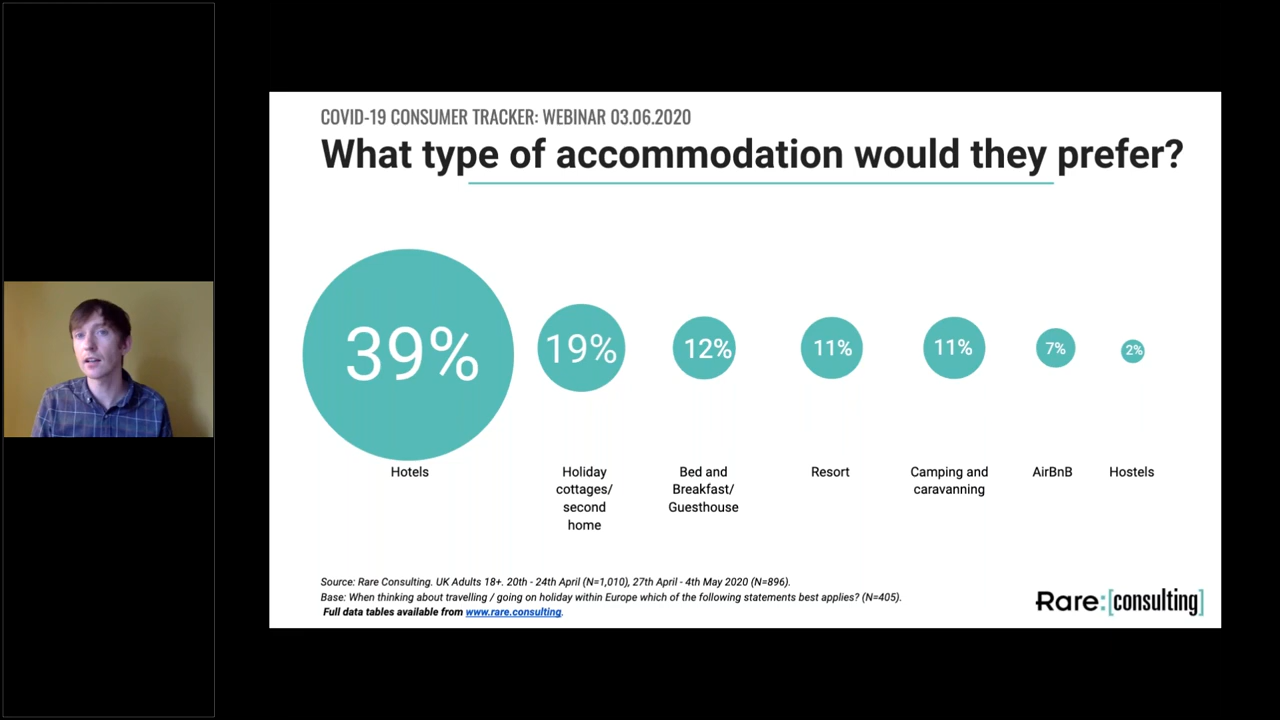 COVID-19 CONSUMER TRACKER: WEBINAR 03.06.2020
What type of accommodation would they prefer?
39%
19%
12%
11%
11%
7%
2%
Hotels
Holiday
cottages/
second
home
Bed and
Breakfast/
Guesthouse
Resort
Camping and
caravanning
AirBnB
Hostels
Source: Rare Consulting. UK Adults 18+. 20th - 24th April (N=1,010), 27th April - 4th May 2020 (N=896).
Base: When thinking about travelling / going on holiday within Europe which of the following statements best applies? (N=405).
Full data tables available from www.rare.consulting.
Rare:[consulting]